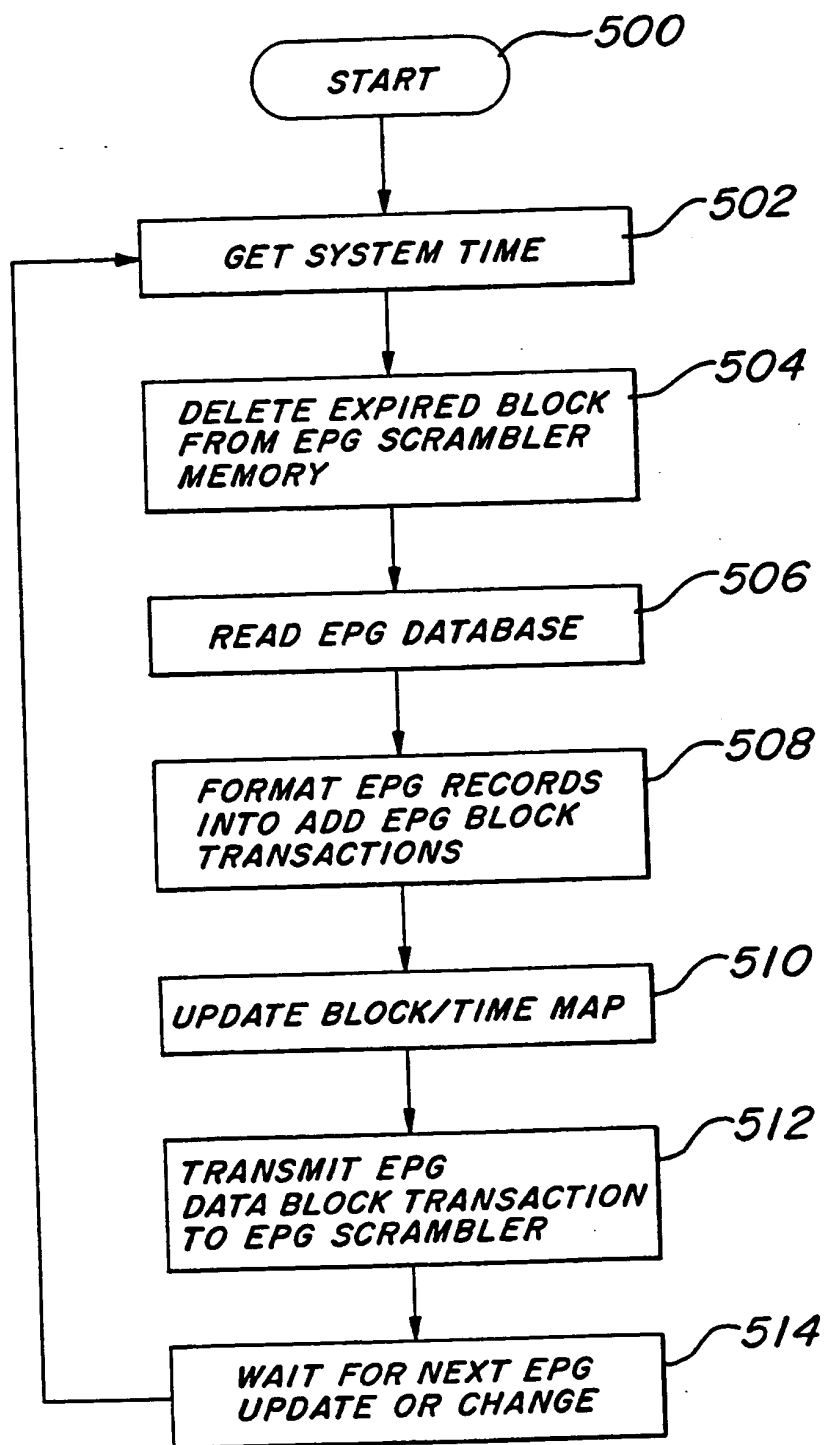 500
START
502
GET SYSTEM TIME
504
DELETE EXPIRED BLOCK
FROM EPG SCRAMBLER
MEMORY
506
READ EPG DATABASE
508
FORMAT EPG RECORDS
INTO ADD EPG BLOCK
TRANSACTIONS
510
UPDATE BLOCK/TIME MAP
512
TRANSMIT EPG
DATA BLOCK TRANSACTION
TO EPG SCRAMBLER
514
WAIT FOR NEXT EPG
UPDATE OR CHANGE